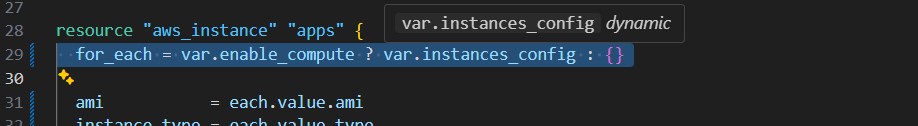 27
28 resource "aws_instance" "apps" {
var.instances_config dynamic
29 for_each = var.enable_compute ? var.instances_config : {}
30
31 ami = each.value.ami
32 instance_type = each.value.type